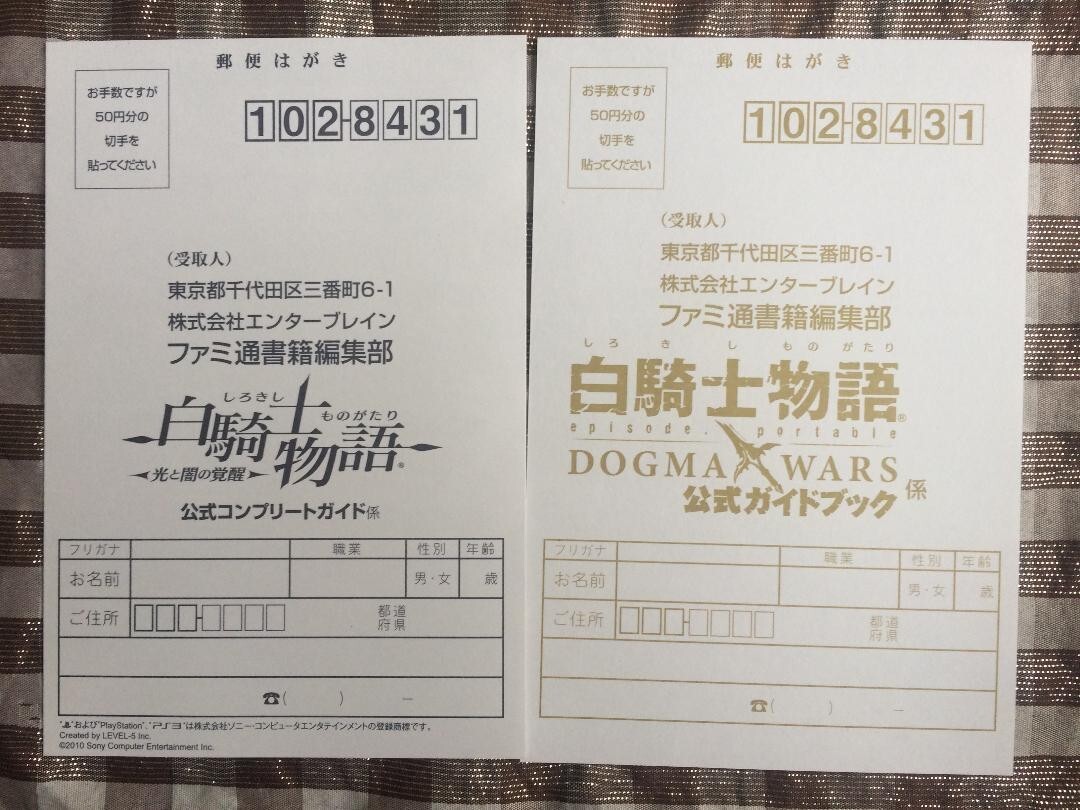 郵便はがき
お手数ですが
50円分の
切手を
貼ってください
102-8431
(受取人)
東京都千代田区三番町6-1
株式会社エンターブレイン
ファミ通書籍編集部
しろきし ものがたり
白騎士物語®
光と闇の覚醒
公式コンプリートガイド係
フリガナ 職業 性別 年齢
お名前 男・女 歳
ご住所 都道府県
☎( ) －
"PS"および"PlayStation"、"PS3"は株式会社ソニー・コンピュータエンタテインメントの登録商標です。
Created by LEVEL-5 Inc.
©2010 Sony Computer Entertainment Inc.
郵便はがき
お手数ですが
50円分の
切手を
貼ってください
102-8431
(受取人)
東京都千代田区三番町6-1
株式会社エンターブレイン
ファミ通書籍編集部
しろきしものがたり
白騎士物語®
episode.portable
DOGMA WARS
公式ガイドブック係
フリガナ 職業 性別 年齢
お名前 男・女 歳
ご住所 都道府県
☎( ) －